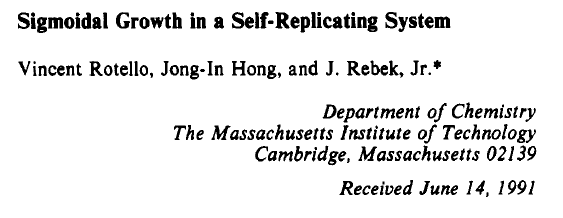 Sigmoidal Growth in a Self-Replicating System
Vincent Rotello, Jong-In Hong, and J. Rebek, Jr.*
Department of Chemistry
The Massachusetts Institute of Technology
Cambridge, Massachusetts 02139
Received June 14, 1991